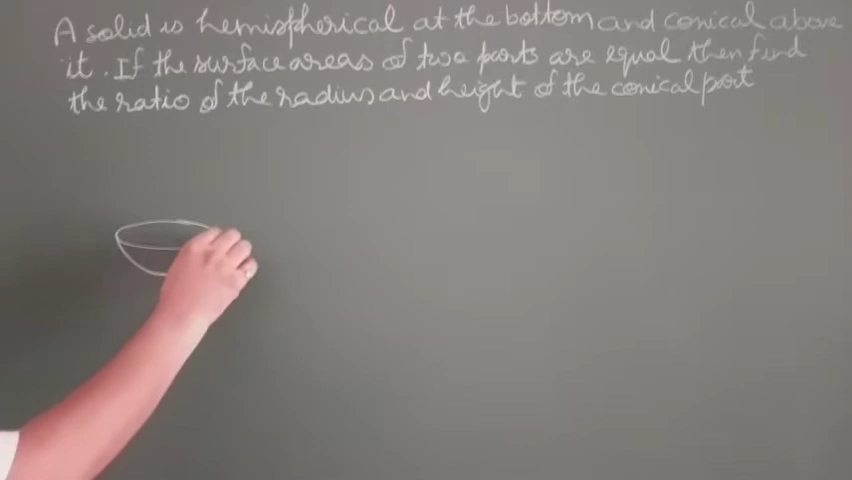 A solid is hemispherical at the bottom and conical above
it. If the surface areas of two parts are equal then find
the ratio of the radius and height of the conical part